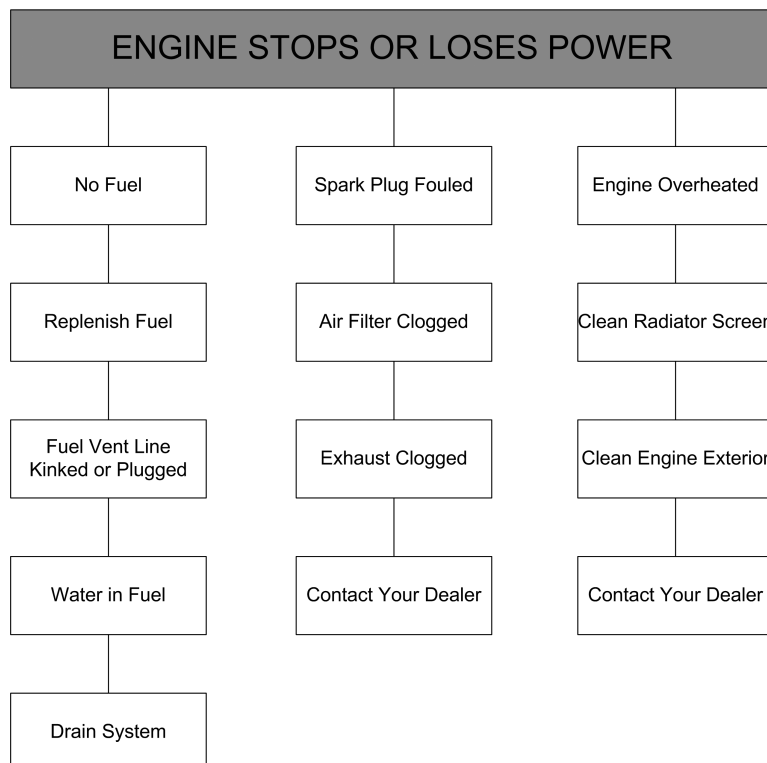 ENGINE STOPS OR LOSES POWER
No Fuel
Spark Plug Fouled
Engine Overheated
Replenish Fuel
Air Filter Clogged
Clean Radiator Screen
Fuel Vent Line
Kinked or Plugged
Exhaust Clogged
Clean Engine Exterior
Water in Fuel
Contact Your Dealer
Contact Your Dealer
Drain System